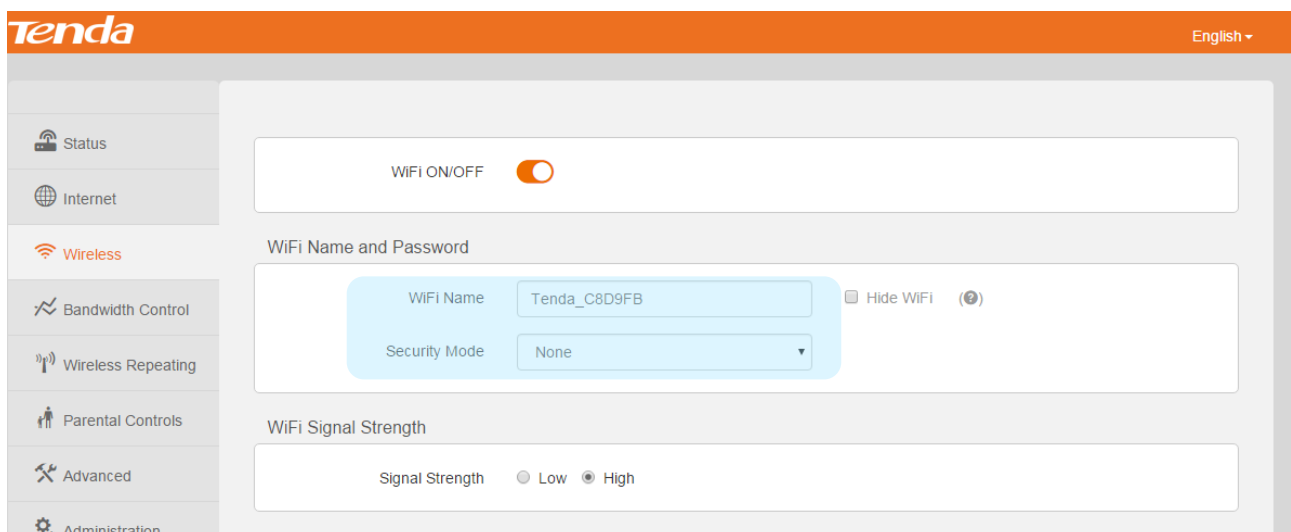 Tenda
English
Status
Internet
Wireless
Bandwidth Control
Wireless Repeating
Parental Controls
Advanced
Administration
WiFi ON/OFF
WiFi Name and Password
WiFi Name Tenda_C8D9FB Hide WiFi (?)
Security Mode None
WiFi Signal Strength
Signal Strength Low High